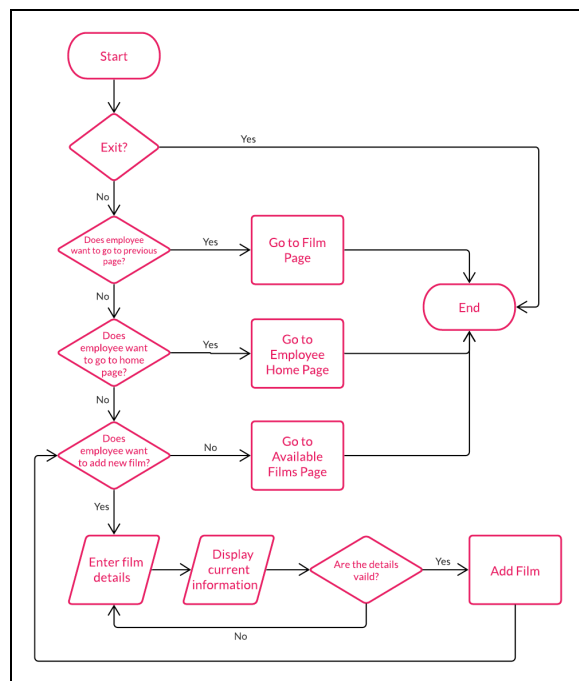 Start
Yes
Exit?
No
Does employee
want to go to previous
page?
Yes
Go to Film
Page
No
End
Does
employee want
to go to home
page?
Yes
Go to
Employee
Home Page
No
Does
employee want
to add new film?
No
Go to
Available
Films Page
Yes
Enter film
details
Display
current
information
Are the details
vaild?
Yes
Add Film
No